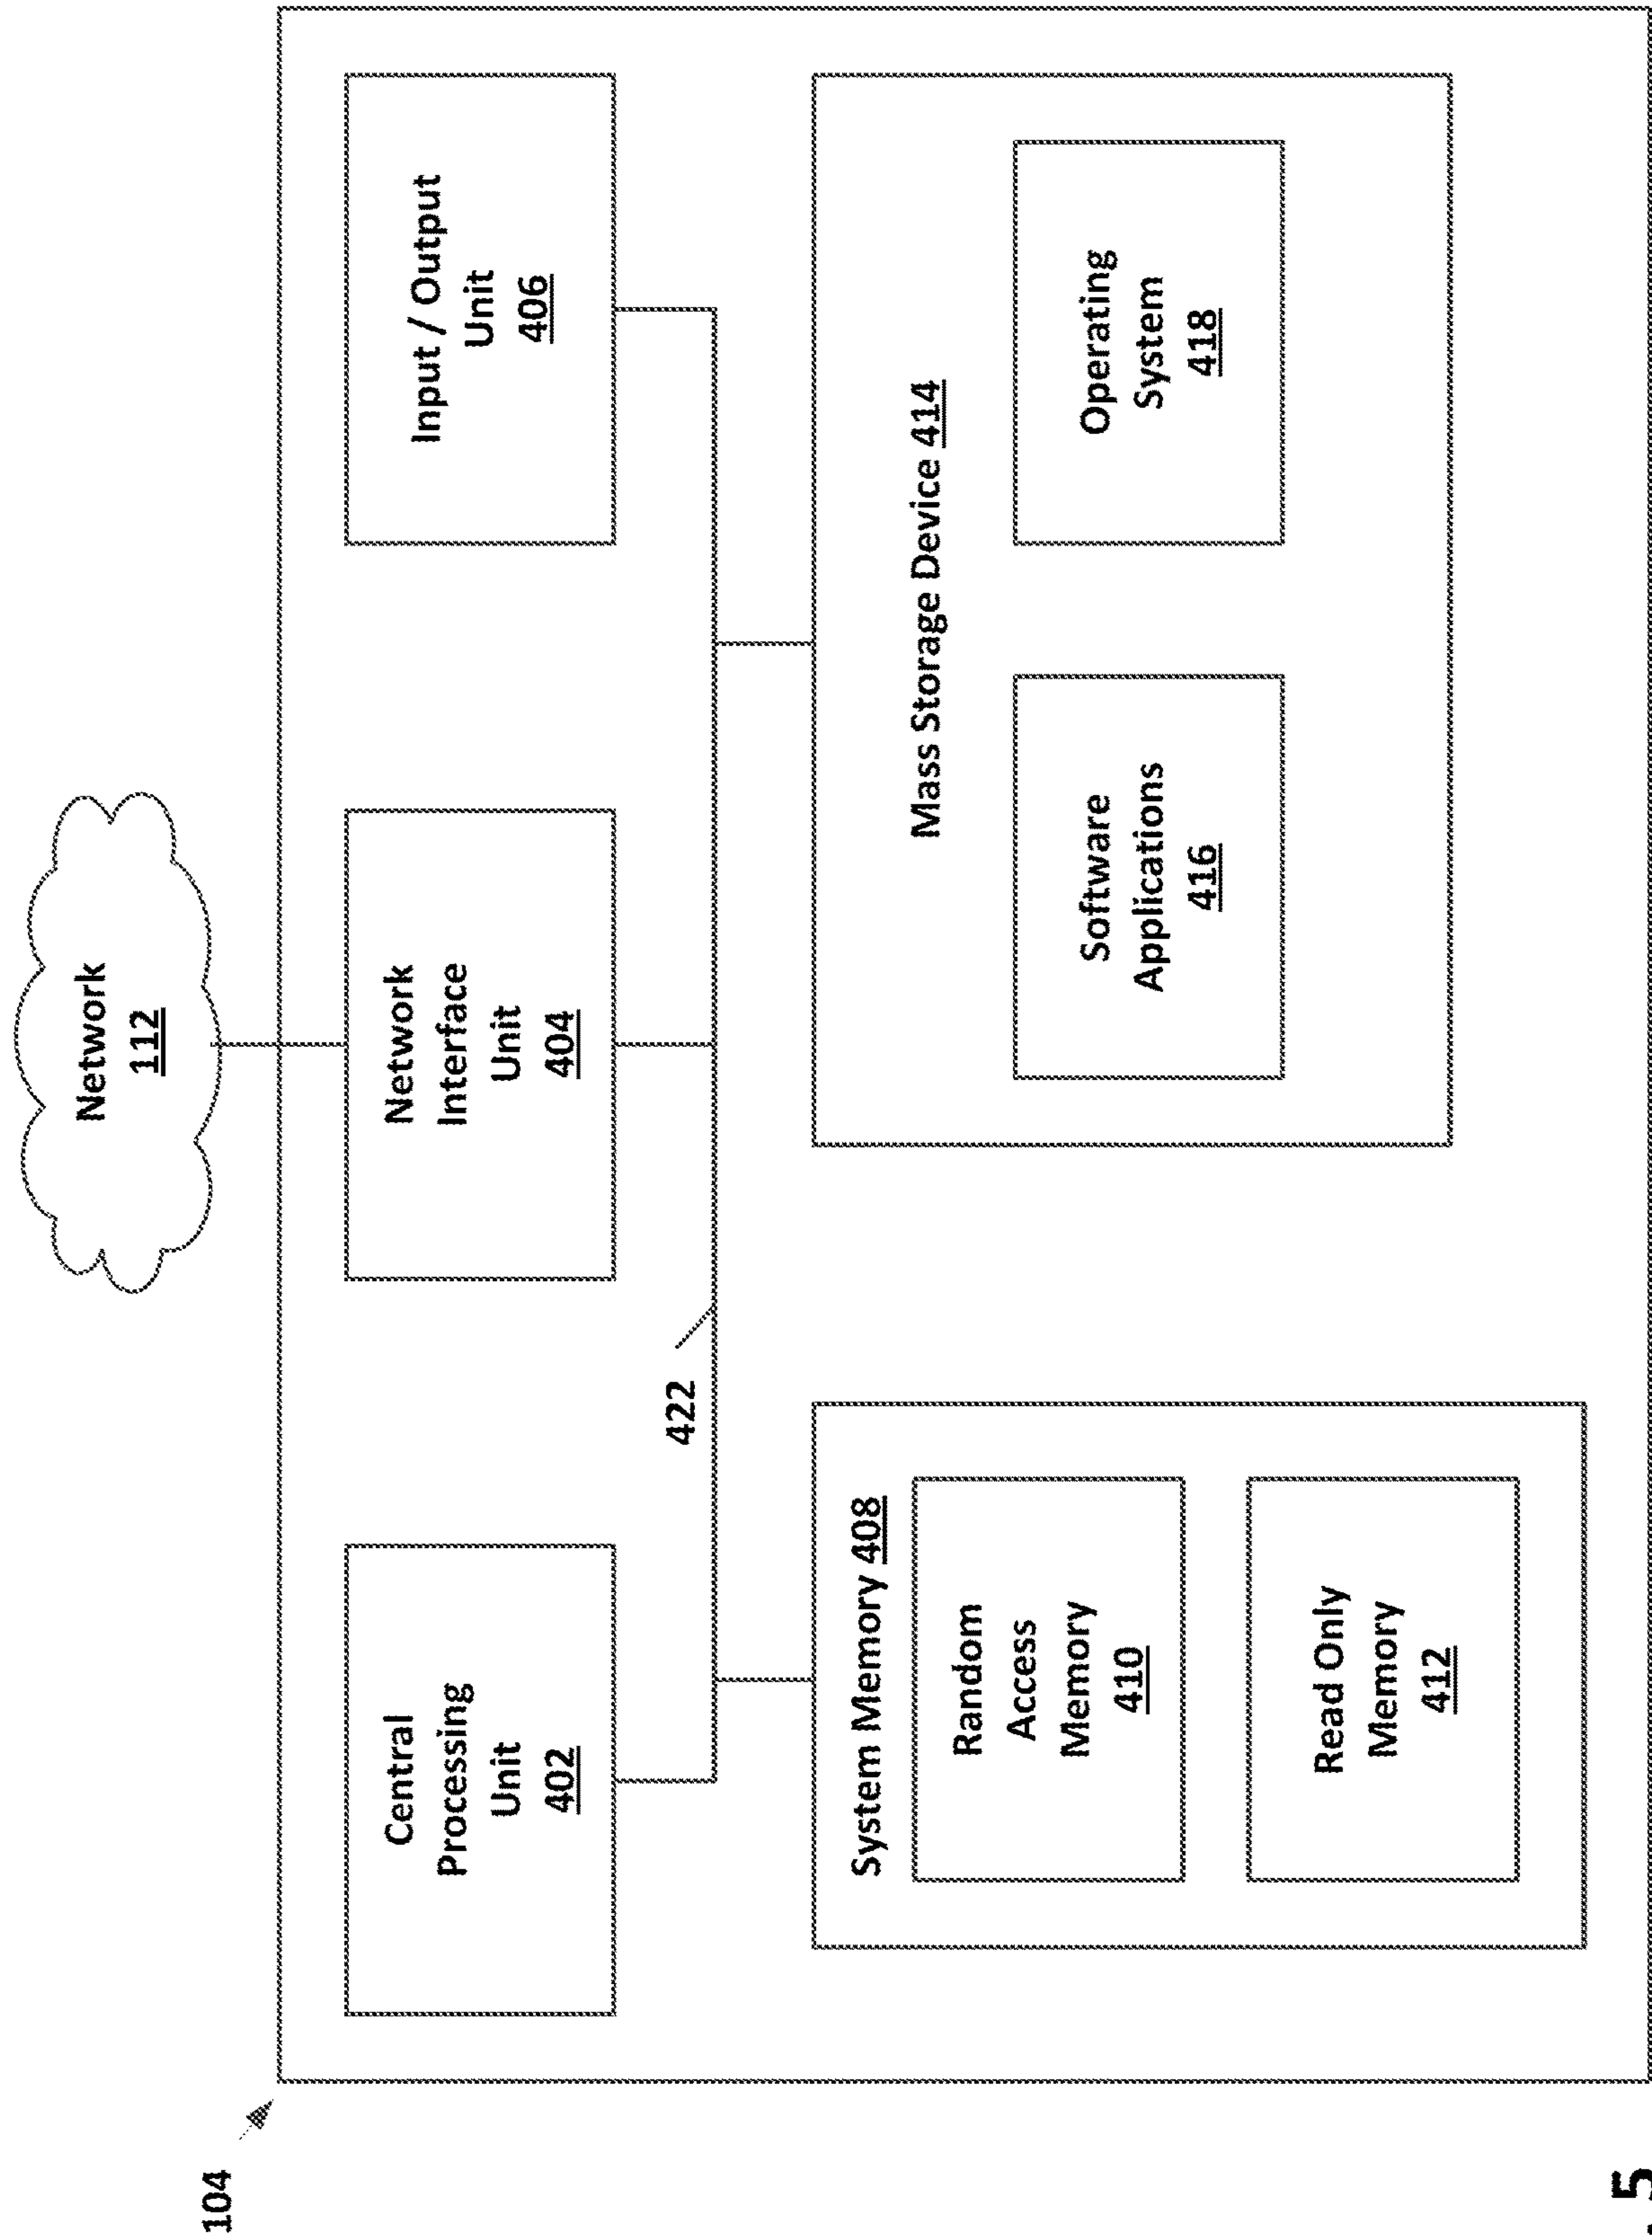 Network
112
104
Central
Processing
Unit
402
Network
Interface
Unit
404
Input / Output
Unit
406
422
System Memory 408
Random
Access
Memory
410
Read Only
Memory
412
Mass Storage Device 414
Software
Applications
416
Operating
System
418
5